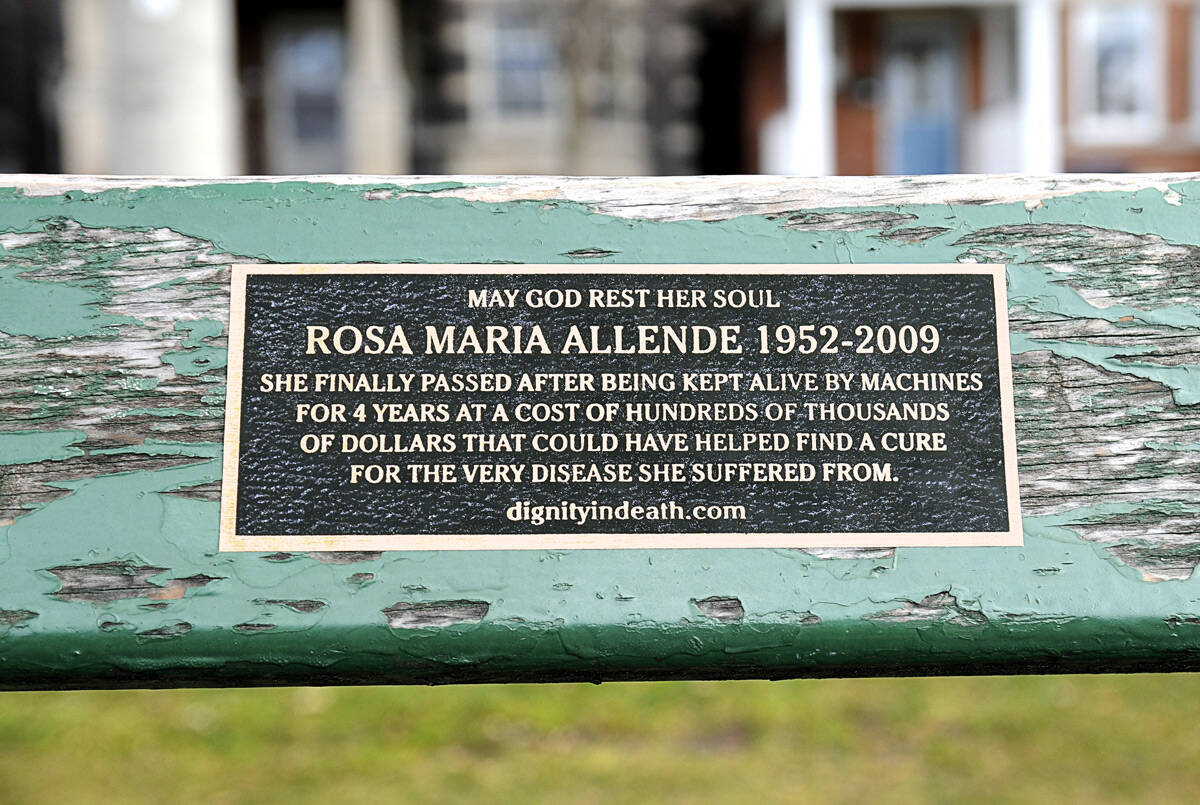 MAY GOD REST HER SOUL
ROSA MARIA ALLENDE 1952-2009
SHE FINALLY PASSED AFTER BEING KEPT ALIVE BY MACHINES
FOR 4 YEARS AT A COST OF HUNDREDS OF THOUSANDS
OF DOLLARS THAT COULD HAVE HELPED FIND A CURE
FOR THE VERY DISEASE SHE SUFFERED FROM.
dignityindeath.com